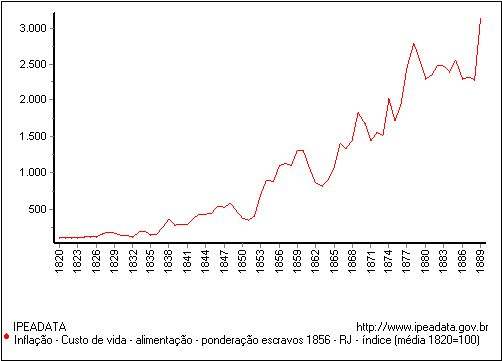 3.000
2.500
2.000
1.500
1.000
500
1820 1823 1826 1829 1832 1835 1838 1841 1844 1847 1850 1853 1856 1859 1862 1865 1868 1871 1874 1877 1880 1883 1886 1889
IPEADATA http://www.ipeadata.gov.br
Inflação - Custo de vida - alimentação - ponderação escravos 1856 - RJ - índice (média 1820=100)